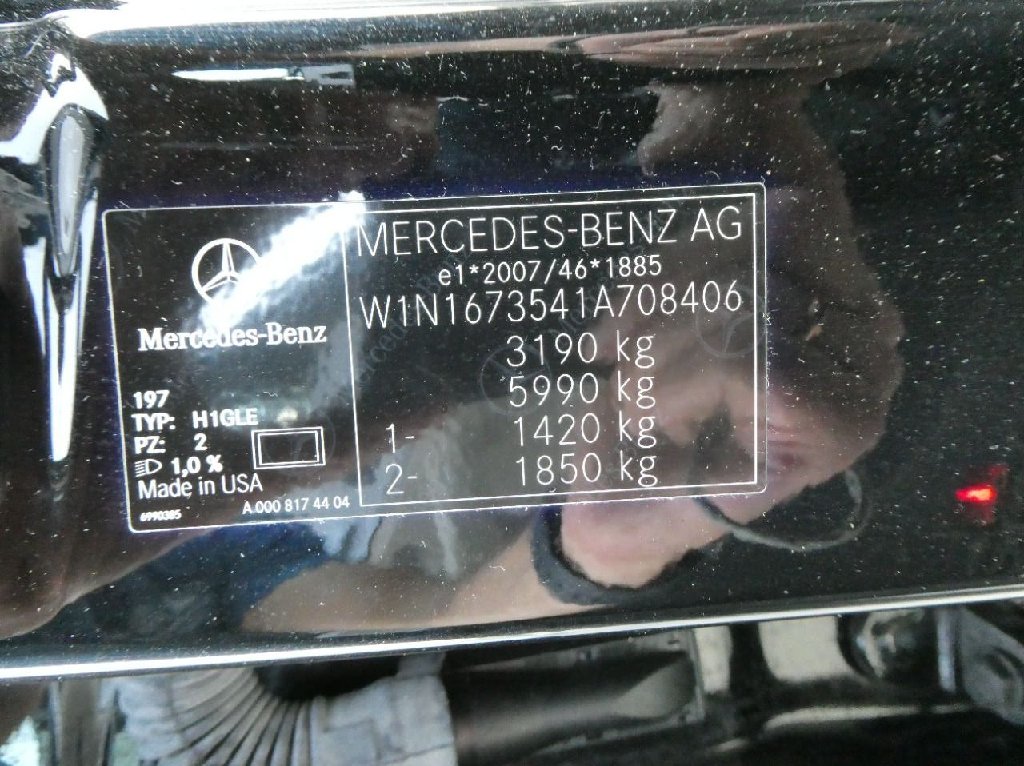 Mercedes-Benz
197
TYP: H1GLE
PZ: 2
1,0 %
Made in USA
6990385
A 000 817 44 04
MERCEDES-BENZ AG
e1*2007/46*1885
W1N1673541A708406
3190 kg
5990 kg
1- 1420 kg
2- 1850 kg